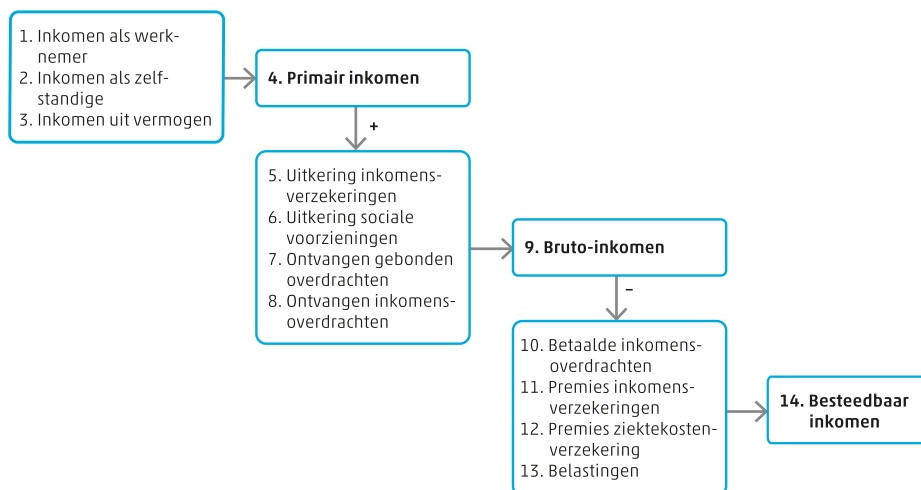 1. Inkomen als werk-
nemer
2. Inkomen als zelf-
standige
3. Inkomen uit vermogen
4. Primair inkomen
+
5. Uitkering inkomens-
verzekeringen
6. Uitkering sociale
voorzieningen
7. Ontvangen gebonden
overdrachten
8. Ontvangen inkomens-
overdrachten
9. Bruto-inkomen
–
10. Betaalde inkomens-
overdrachten
11. Premies inkomens-
verzekeringen
12. Premies ziektekosten-
verzekering
13. Belastingen
14. Besteedbaar
inkomen